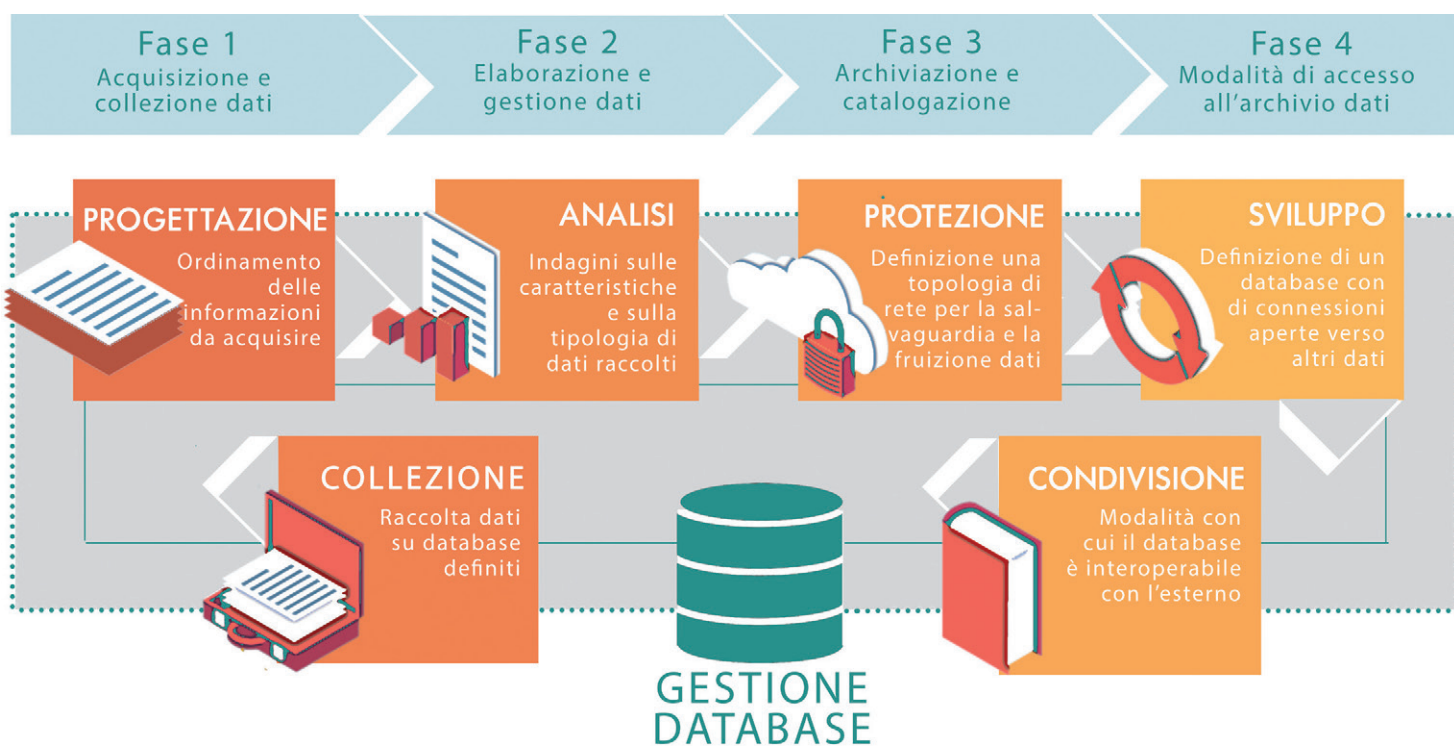 Fase 1
Acquisizione e
collezione dati
Fase 2
Elaborazione e
gestione dati
Fase 3
Archiviazione e
catalogazione
Fase 4
Modalità di accesso
all'archivio dati
PROGETTAZIONE
Ordinamento
delle
informazioni
da acquisire
ANALISI
Indagini sulle
caratteristiche
e sulla
tipologia di
dati raccolti
PROTEZIONE
Definizione una
topologia di
rete per la sal-
vaguardia e la
fruizione dati
SVILUPPO
Definizione di un
database con
di connessioni
aperte verso
altri dati
COLLEZIONE
Raccolta dati
su database
definiti
CONDIVISIONE
Modalità con
cui il database
è interoperabile
con l'esterno
GESTIONE
DATABASE